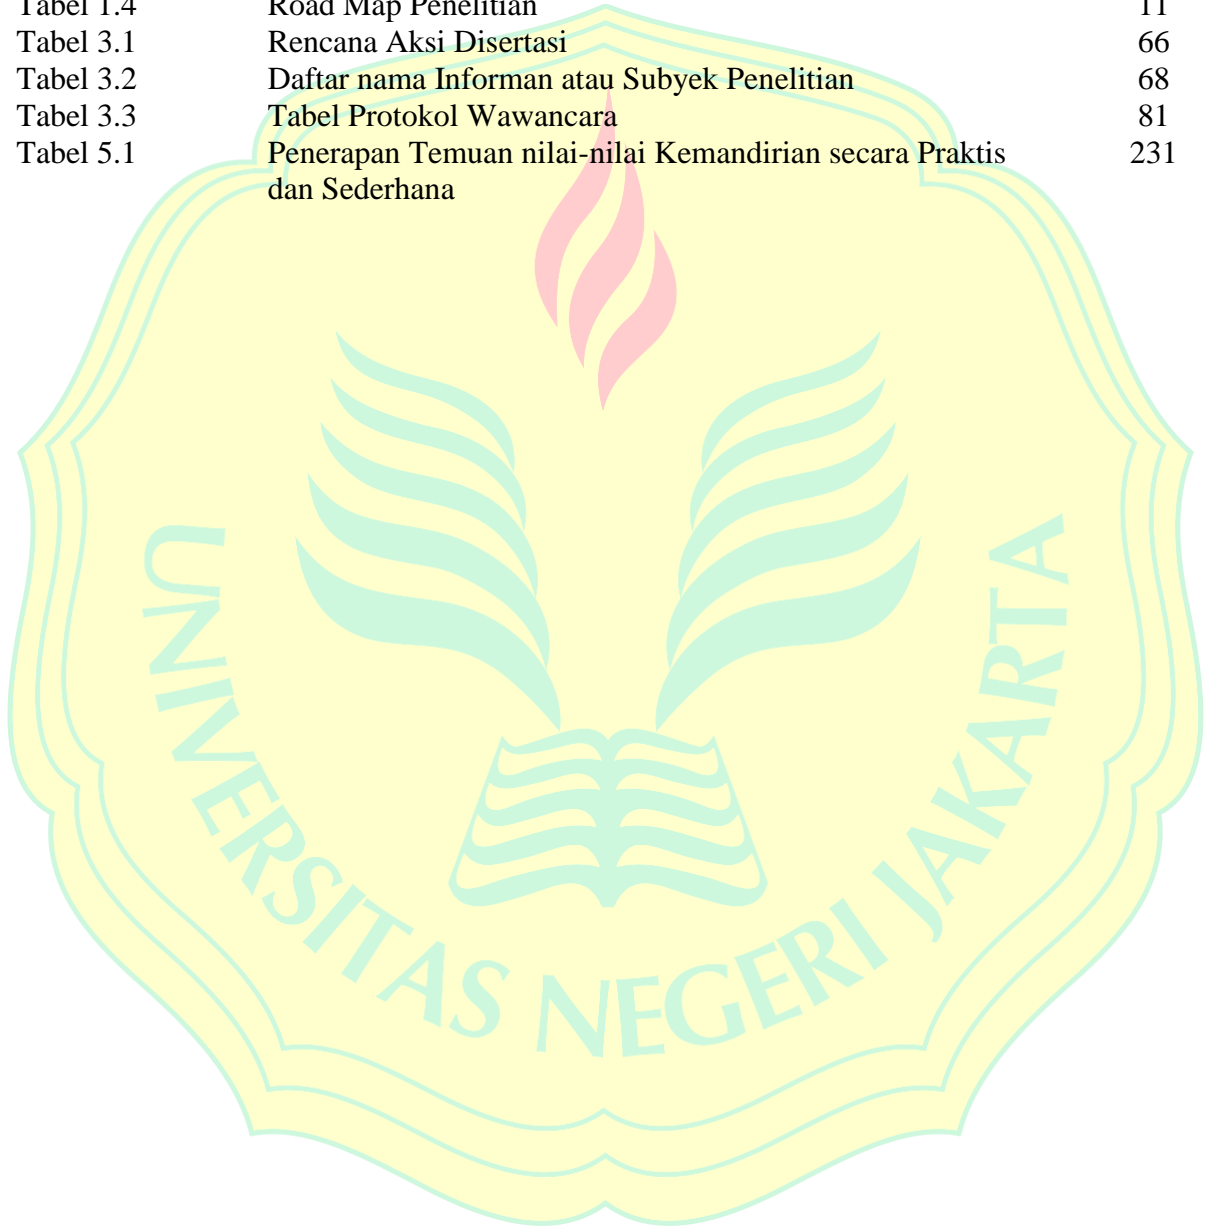 Tabel 1.4 Road Map Penelitian 11
Tabel 3.1 Rencana Aksi Disertasi 66
Tabel 3.2 Daftar nama Informan atau Subyek Penelitian 68
Tabel 3.3 Tabel Protokol Wawancara 81
Tabel 5.1 Penerapan Temuan nilai-nilai Kemandirian secara Praktis 231
dan Sederhana
UNIVERSITAS NEGERI JAKARTA